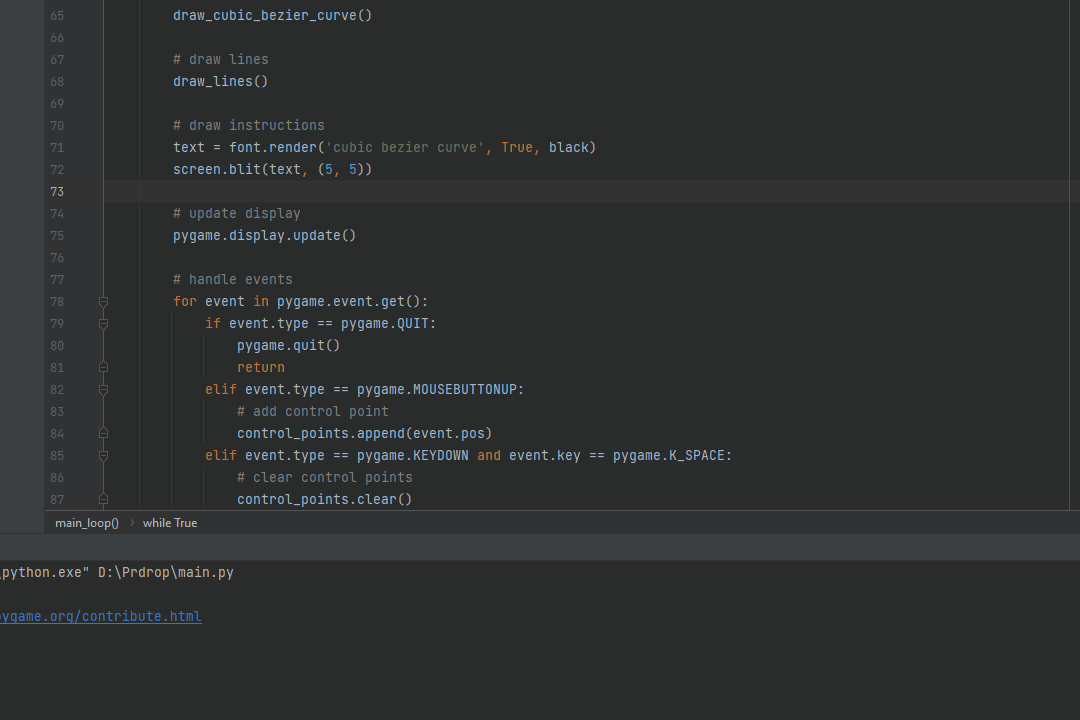 65 draw_cubic_bezier_curve()
66
67 # draw lines
68 draw_lines()
69
70 # draw instructions
71 text = font.render('cubic bezier curve', True, black)
72 screen.blit(text, (5, 5))
73
74 # update display
75 pygame.display.update()
76
77 # handle events
78 for event in pygame.event.get():
79 if event.type == pygame.QUIT:
80 pygame.quit()
81 return
82 elif event.type == pygame.MOUSEBUTTONUP:
83 # add control point
84 control_points.append(event.pos)
85 elif event.type == pygame.KEYDOWN and event.key == pygame.K_SPACE:
86 # clear control points
87 control_points.clear()
main_loop() › while True
\python.exe" D:\Prdrop\main.py
pygame.org/contribute.html